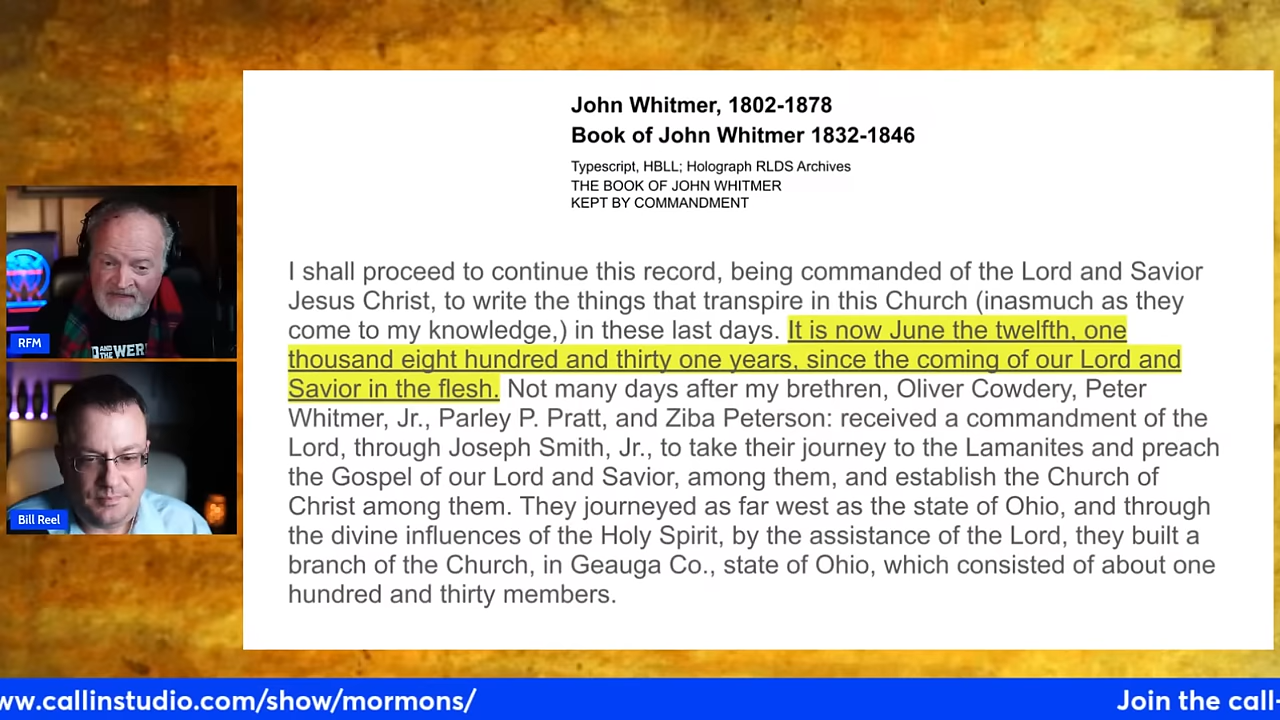 John Whitmer, 1802-1878
Book of John Whitmer 1832-1846
Typescript, HBLL; Holograph RLDS Archives
THE BOOK OF JOHN WHITMER
KEPT BY COMMANDMENT
I shall proceed to continue this record, being commanded of the Lord and Savior
Jesus Christ, to write the things that transpire in this Church (inasmuch as they
come to my knowledge,) in these last days. It is now June the twelfth, one
thousand eight hundred and thirty one years, since the coming of our Lord and
Savior in the flesh. Not many days after my brethren, Oliver Cowdery, Peter
Whitmer, Jr., Parley P. Pratt, and Ziba Peterson: received a commandment of the
Lord, through Joseph Smith, Jr., to take their journey to the Lamanites and preach
the Gospel of our Lord and Savior, among them, and establish the Church of
Christ among them. They journeyed as far west as the state of Ohio, and through
the divine influences of the Holy Spirit, by the assistance of the Lord, they built a
branch of the Church, in Geauga Co., state of Ohio, which consisted of about one
hundred and thirty members.
RFM
AND THE WER
Bill Reel
ww.callinstudio.com/show/mormons/
Join the call-